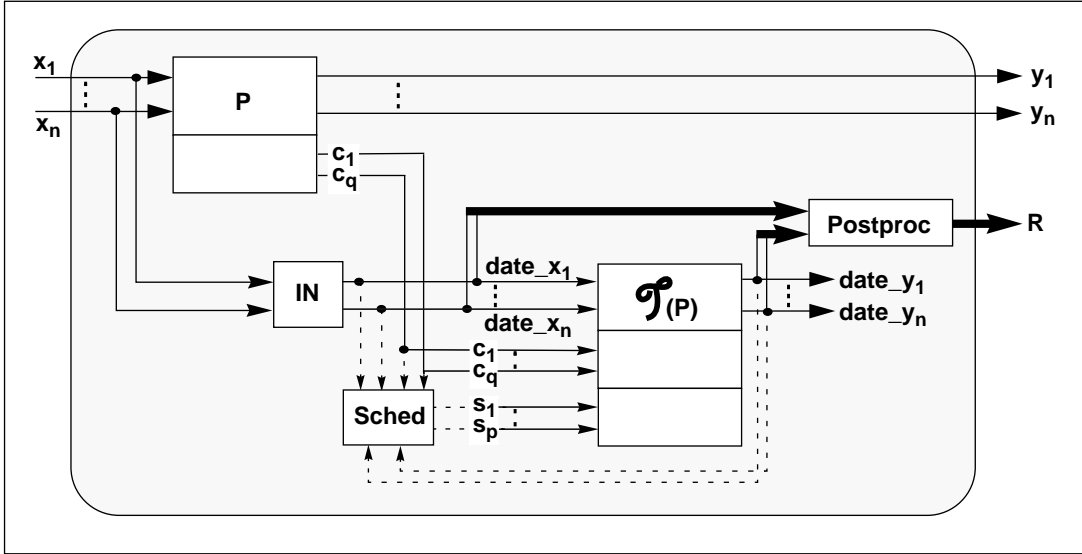 x1
xn
P
y1
yn
c1
cq
Postproc
R
IN
date_x1
date_xn
𝒯(P)
date_y1
date_yn
c1
cq
Sched
s1
sp